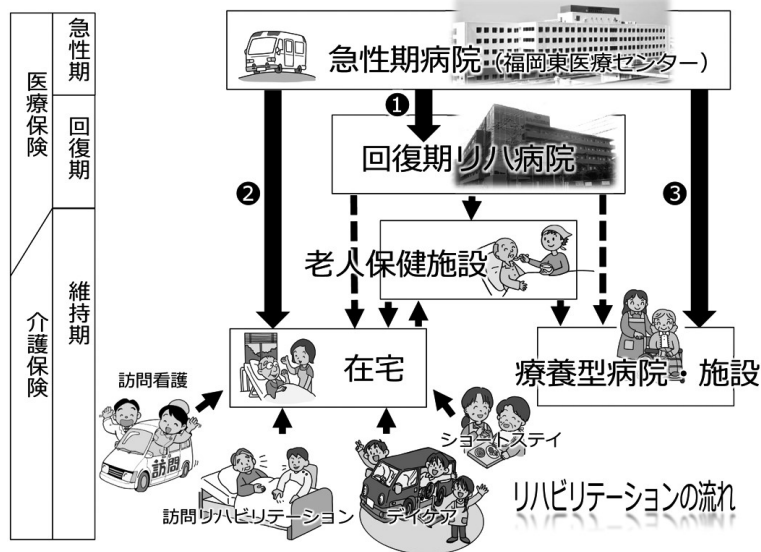 医療保険
介護保険
急性期
回復期
維持期
急性期病院（福岡東医療センター）
❶
回復期リハ病院
❷
❸
老人保健施設
在宅
療養型病院・施設
訪問看護
訪問
ショートステイ
訪問リハビリテーション
デイケア
リハビリテーションの流れ